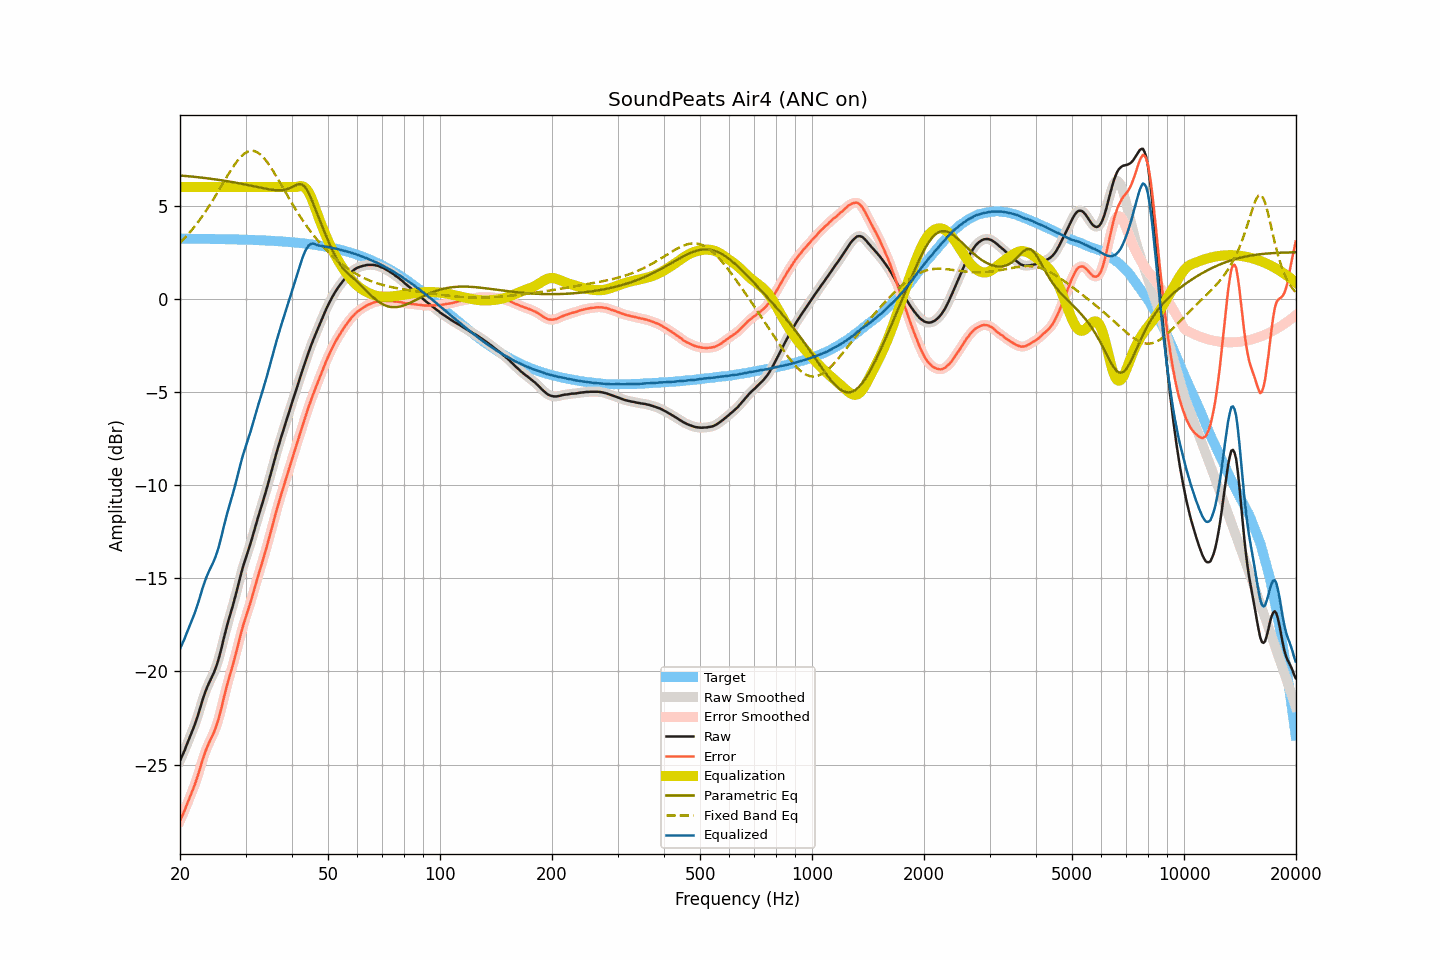 SoundPeats Air4 (ANC on)
Amplitude (dBr)
5
0
−5
−10
−15
−20
−25
Target
Raw Smoothed
Error Smoothed
Raw
Error
Equalization
Parametric Eq
Fixed Band Eq
Equalized
20 50 100 200 500 1000 2000 5000 10000 20000
Frequency (Hz)